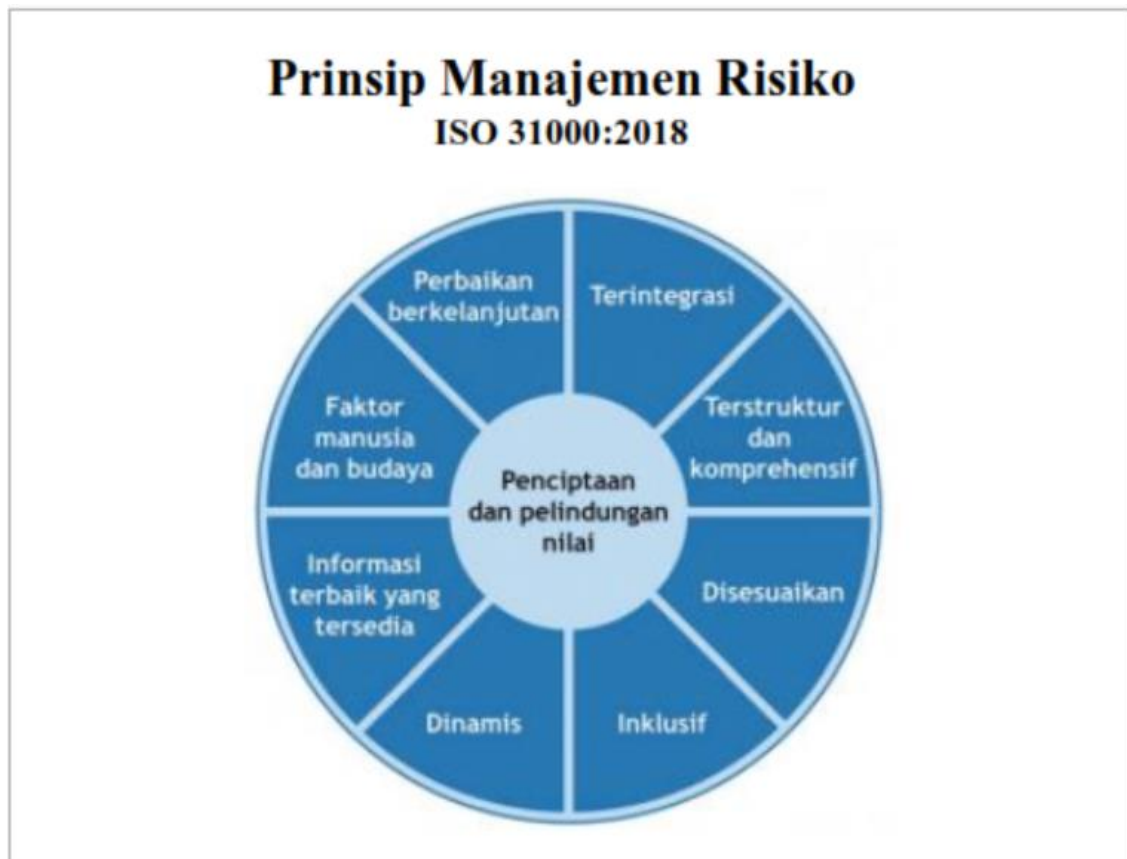 Prinsip Manajemen Risiko
ISO 31000:2018
Perbaikan
berkelanjutan
Terintegrasi
Faktor
manusia
dan budaya
Terstruktur
dan
komprehensif
Penciptaan
dan pelindungan
nilai
Informasi
terbaik yang
tersedia
Disesuaikan
Dinamis
Inklusif